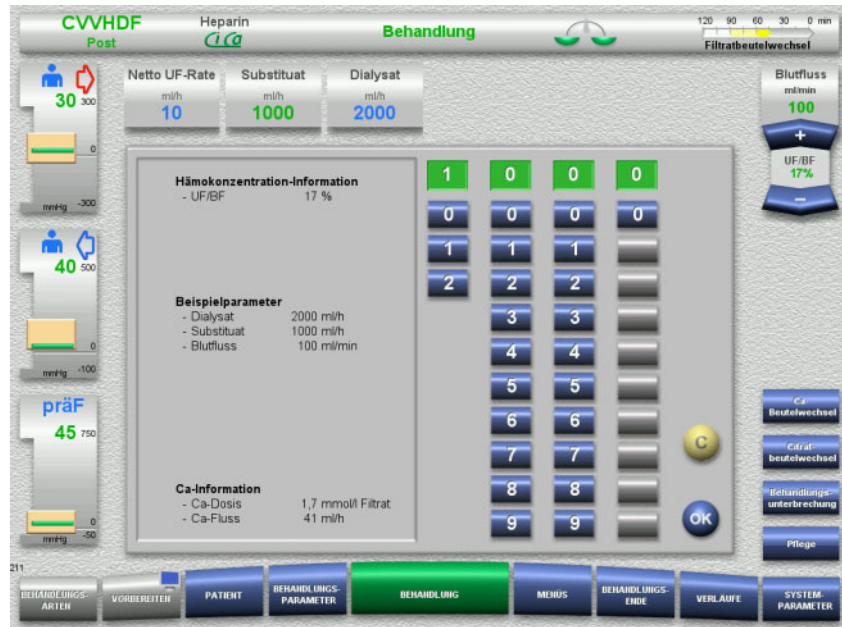 CVVHDF
Post
Heparin
CiCa
Behandlung
120 90 60 30 0 min
Filtratbeutelwechsel
30 300
0
mmHg -300
40 500
0
mmHg -100
präF
45 750
0
mmHg -50
Netto UF-Rate Substituat Dialysat
ml/h ml/h ml/h
10 1000 2000
Blutfluss
ml/min
100
+
UF/BF
17%
–
Hämokonzentration-Information
- UF/BF 17 %
Beispielparameter
- Dialysat 2000 ml/h
- Substituat 1000 ml/h
- Blutfluss 100 ml/min
Ca-Information
- Ca-Dosis 1,7 mmol/l Filtrat
- Ca-Fluss 41 ml/h
1 0 0 0
0 0 0 0
1 1 1
2 2 2
3 3
4 4
5 5
6 6
7 7
8 8
9 9
C
OK
Ca-
Beutelwechsel
Citrat-
beutelwechsel
Behandlungs-
unterbrechung
Pflege
211
BEHANDLUNGS-
ARTEN
VORBEREITEN
PATIENT
BEHANDLUNGS-
PARAMETER
BEHANDLUNG
MENÜS
BEHANDLUNGS-
ENDE
VERLÄUFE
SYSTEM-
PARAMETER